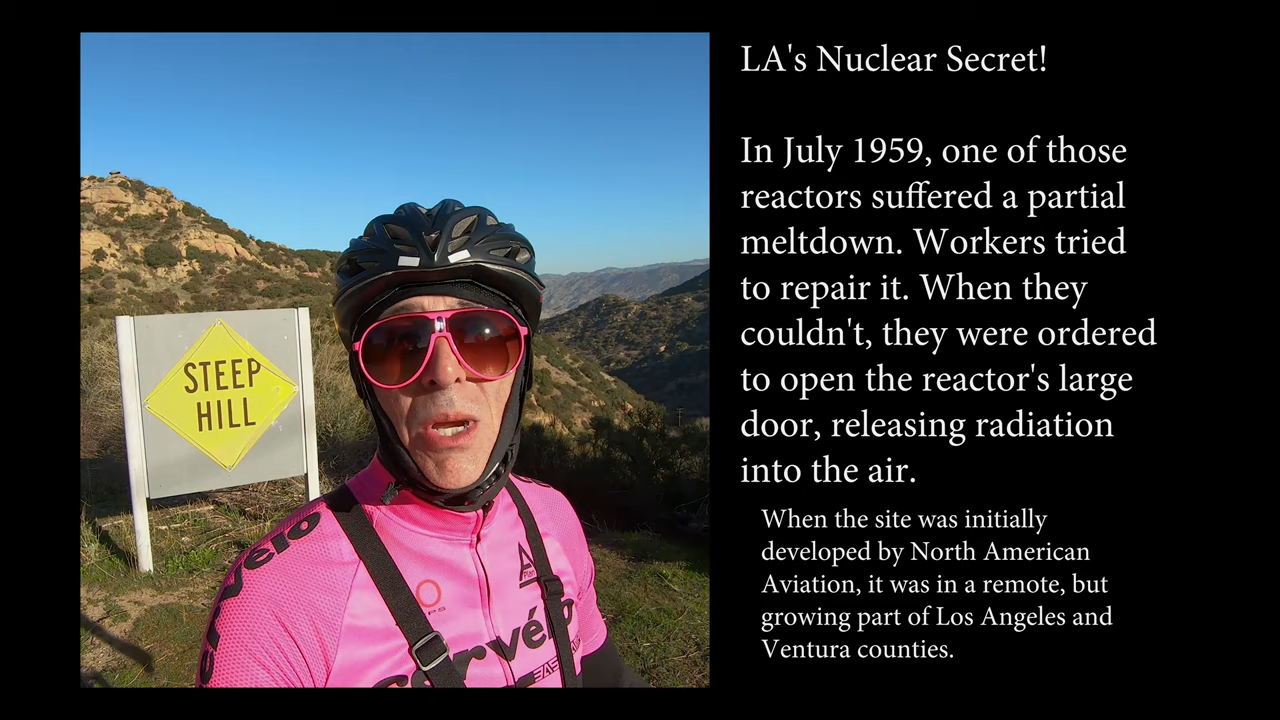 LA's Nuclear Secret!
In July 1959, one of those
reactors suffered a partial
meltdown. Workers tried
to repair it. When they
couldn't, they were ordered
to open the reactor's large
door, releasing radiation
into the air.
When the site was initially
developed by North American
Aviation, it was in a remote, but
growing part of Los Angeles and
Ventura counties.
STEEP
HILL
cervélo